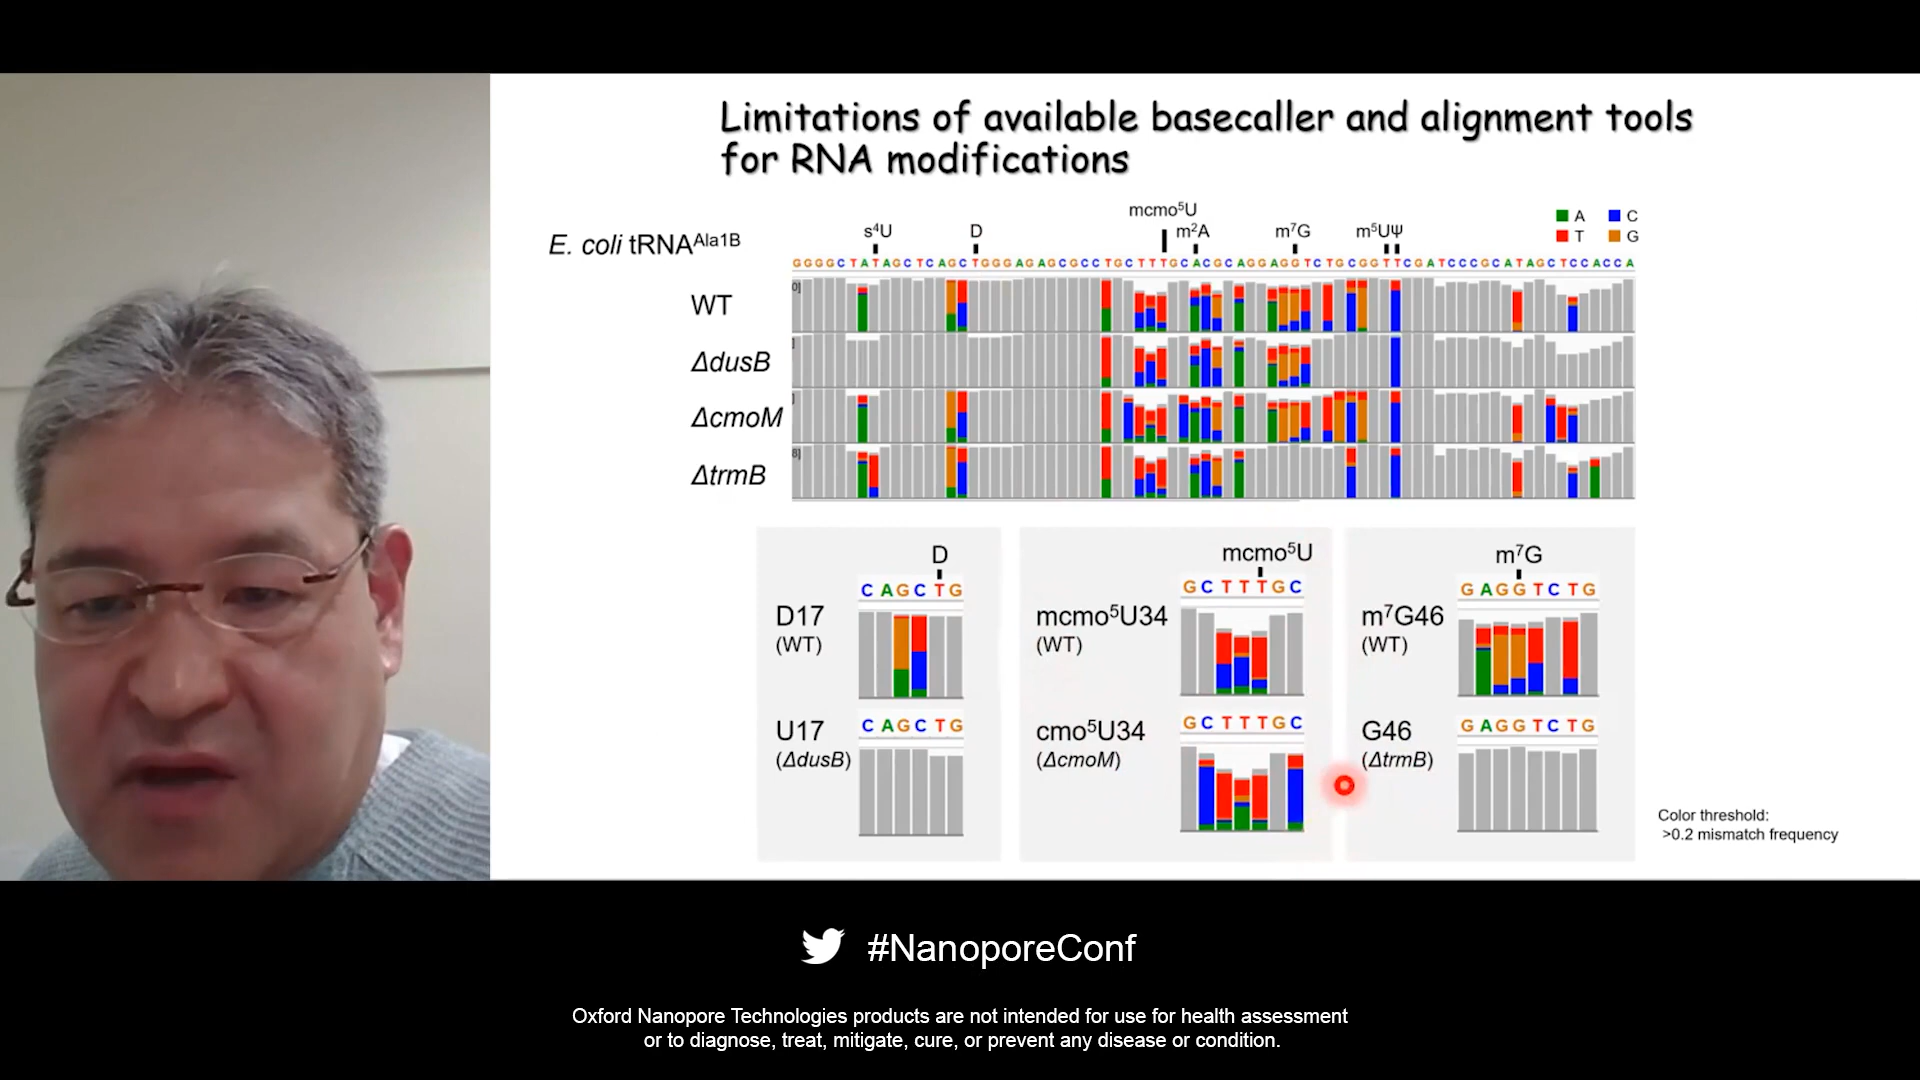 Limitations of available basecaller and alignment tools
for RNA modifications
E. coli tRNAAla1B
s⁴U
D
mcmo⁵U
m²A
m⁷G
m⁵UΨ
A
C
T
G
GGGGCTATAGCTCAGCTGGGAGAGCGCCTGCTTTGCACGCAGGAGGTCTGCGGTTCGATCCCGCATAGCTCCACCA
WT
ΔdusB
ΔcmoM
ΔtrmB
D
CAGCTG
D17
(WT)
U17
(ΔdusB)
CAGCTG
mcmo⁵U
GCTTTGC
mcmo⁵U34
(WT)
cmo⁵U34
(ΔcmoM)
GCTTTGC
m⁷G
GAGGTCTG
m⁷G46
(WT)
G46
(ΔtrmB)
GAGGTCTG
Color threshold:
>0.2 mismatch frequency
#NanoporeConf
Oxford Nanopore Technologies products are not intended for use for health assessment
or to diagnose, treat, mitigate, cure, or prevent any disease or condition.